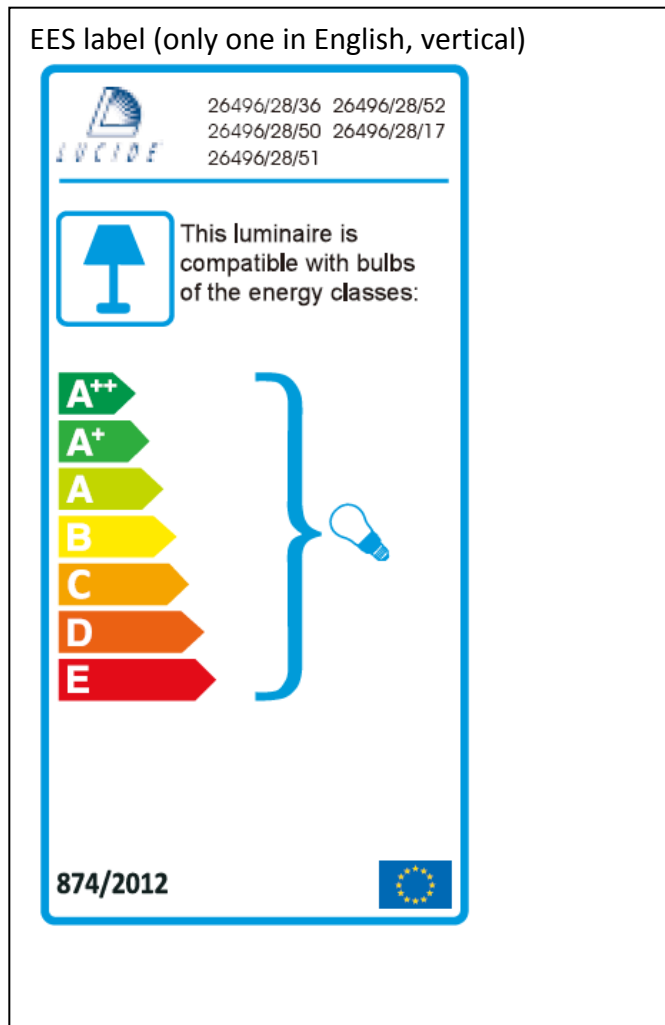 EES label (only one in English, vertical)
LUCIDE
26496/28/36 26496/28/52
26496/28/50 26496/28/17
26496/28/51
This luminaire is
compatible with bulbs
of the energy classes:
A++
A+
A
B
C
D
E
874/2012